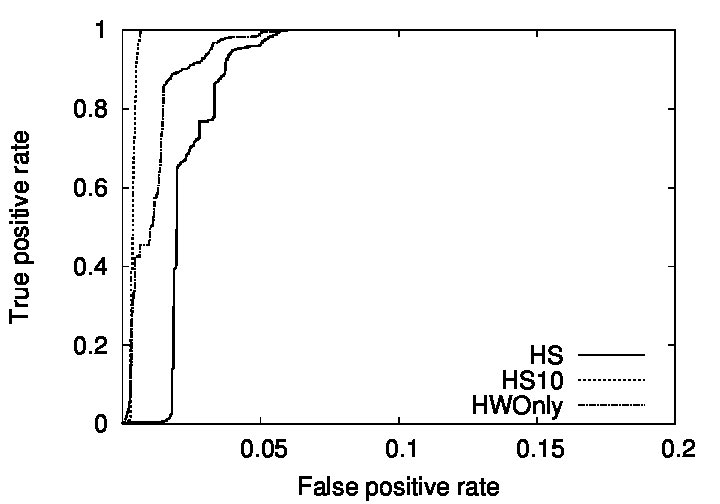 1
0.8
0.6
0.4
0.2
0
0.05
0.1
0.15
0.2
True positive rate
False positive rate
HS
HS10
HWOnly